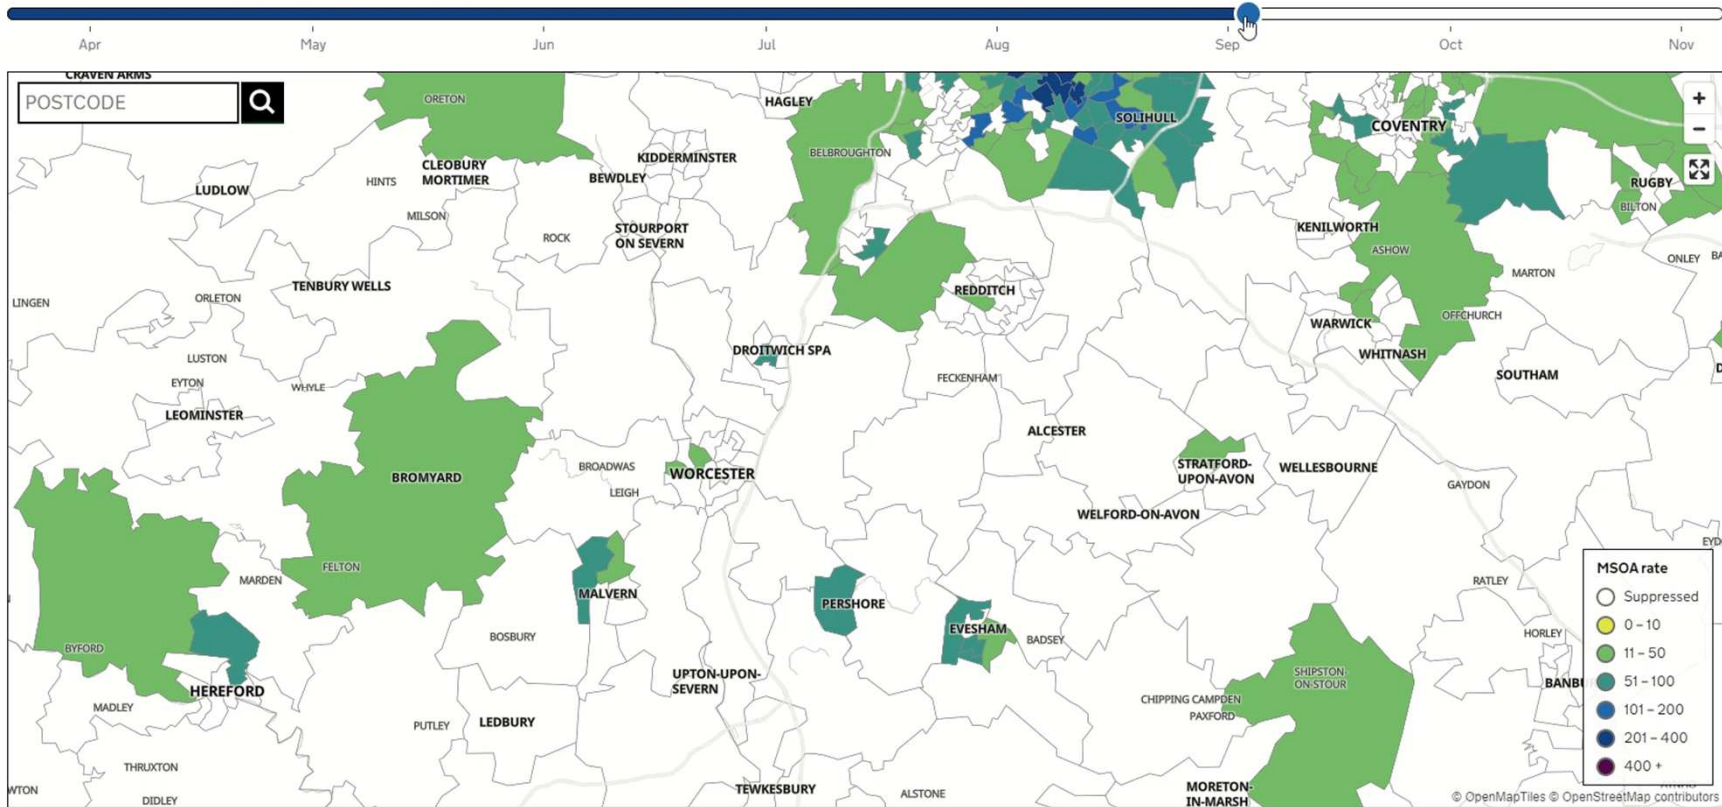 Apr May Jun Jul Aug Sep Oct Nov
CRAVEN ARMS
POSTCODE
ORETON
HAGLEY
SOLIHULL
COVENTRY
+
−
BELBROUGHTON
KIDDERMINSTER
CLEOBURY
MORTIMER
BEWDLEY
HINTS
LUDLOW
RUGBY
BILTON
MILSON
STOURPORT
ON SEVERN
ROCK
KENILWORTH
ASHOW
ONLEY
MARTON
TENBURY WELLS
REDDITCH
LINGEN
ORLETON
OFFCHURCH
WARWICK
DROITWICH SPA
WHITNASH
LUSTON
EYTON
WHYLE
FECKENHAM
SOUTHAM
LEOMINSTER
ALCESTER
BROADWAS
WORCESTER
BROMYARD
STRATFORD-
UPON-AVON
WELLESBOURNE
LEIGH
GAYDON
WELFORD-ON-AVON
EYD
FELTON
MARDEN
MALVERN
PERSHORE
RATLEY
EVESHAM
BADSEY
BOSBURY
HORLEY
BYFORD
UPTON-UPON-
SEVERN
SHIPSTON-
ON-STOUR
BANBU
HEREFORD
MADLEY
CHIPPING CAMPDEN
PAXFORD
PUTLEY
LEDBURY
THRUXTON
WTON
DIDLEY
TEWKESBURY
ALSTONE
MORETON-
IN-MARSH
MSOA rate
Suppressed
0 – 10
11 – 50
51 – 100
101 – 200
201 – 400
400 +
© OpenMapTiles © OpenStreetMap contributors